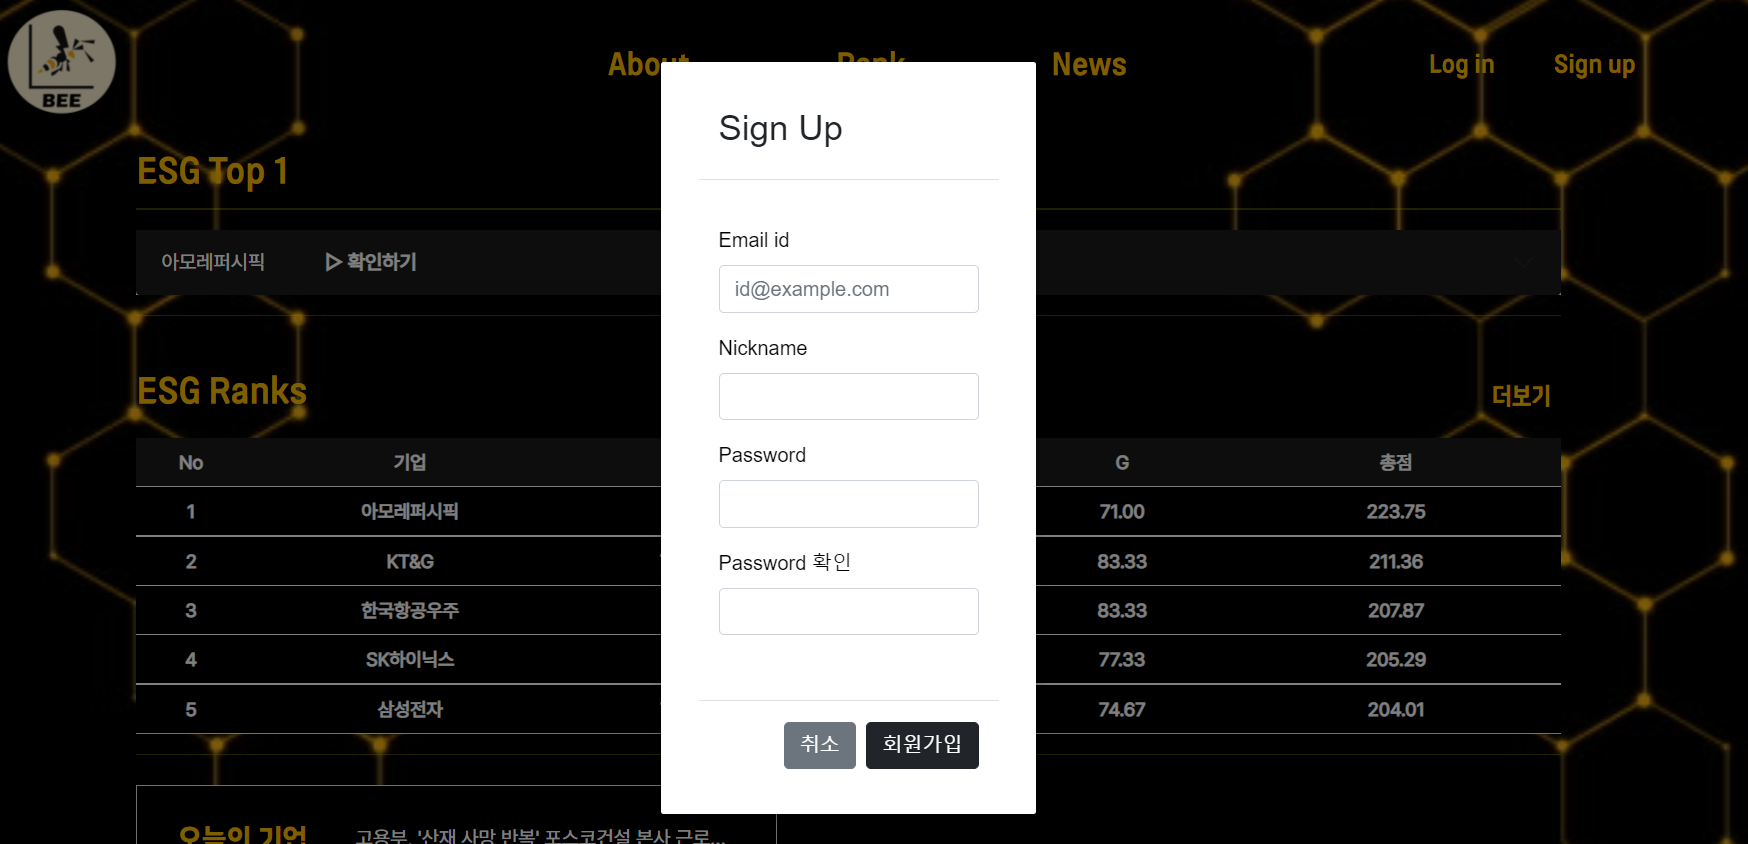 BEE
About
News
Log in
Sign up
ESG Top 1
아모레퍼시픽 ▷ 확인하기
ESG Ranks
더보기
No 기업 G 총점
1 아모레퍼시픽 71.00 223.75
2 KT&G 83.33 211.36
3 한국항공우주 83.33 207.87
4 SK하이닉스 77.33 205.29
5 삼성전자 74.67 204.01
오늘의 기업
고용부, '산재 사망 반복' 포스코건설 본사 근로...
Sign Up
Email id
id@example.com
Nickname
Password
Password 확인
취소
회원가입